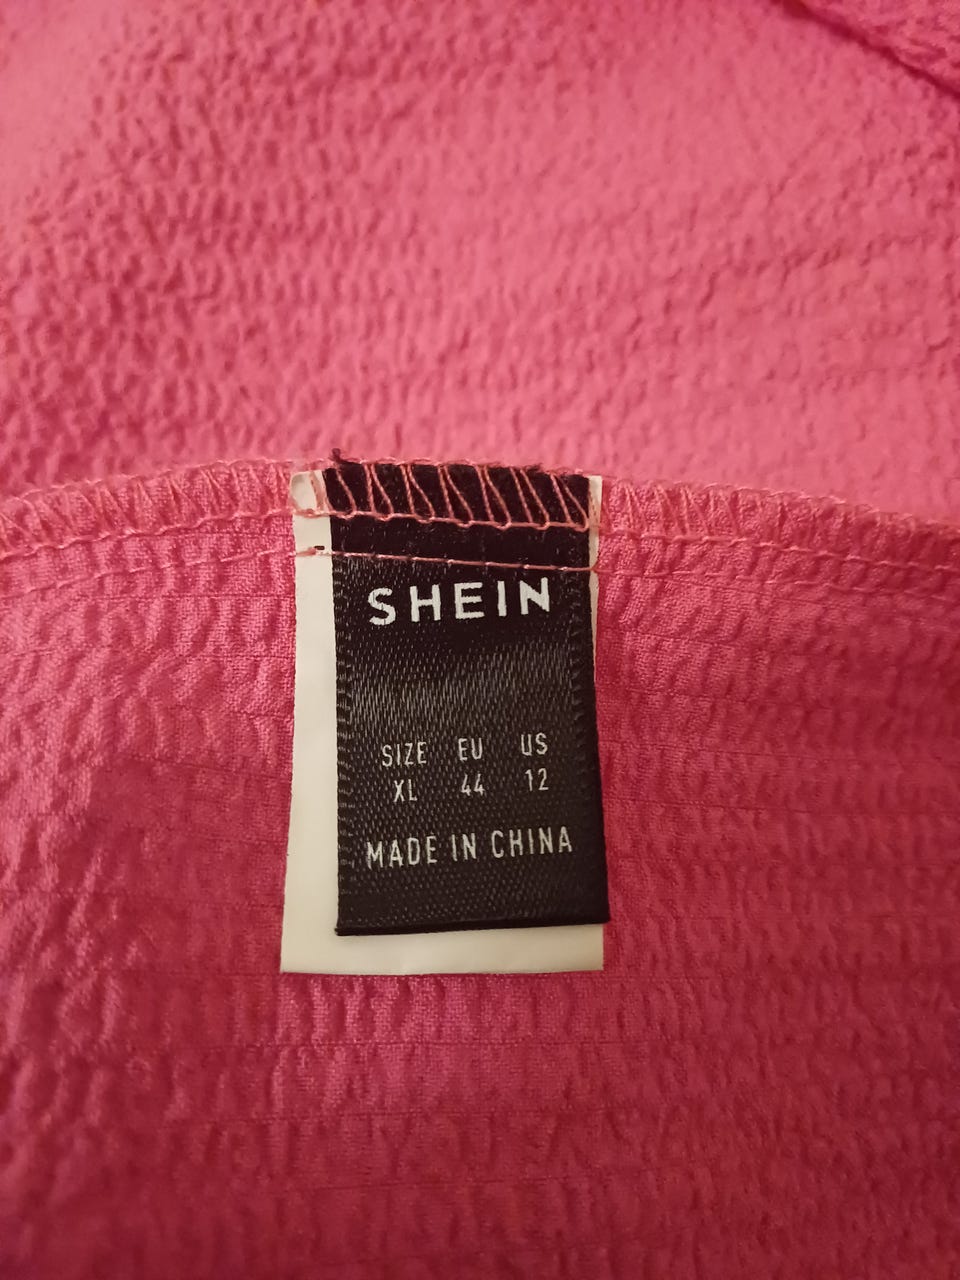 SHEIN
SIZE EU US
XL 44 12
MADE IN CHINA